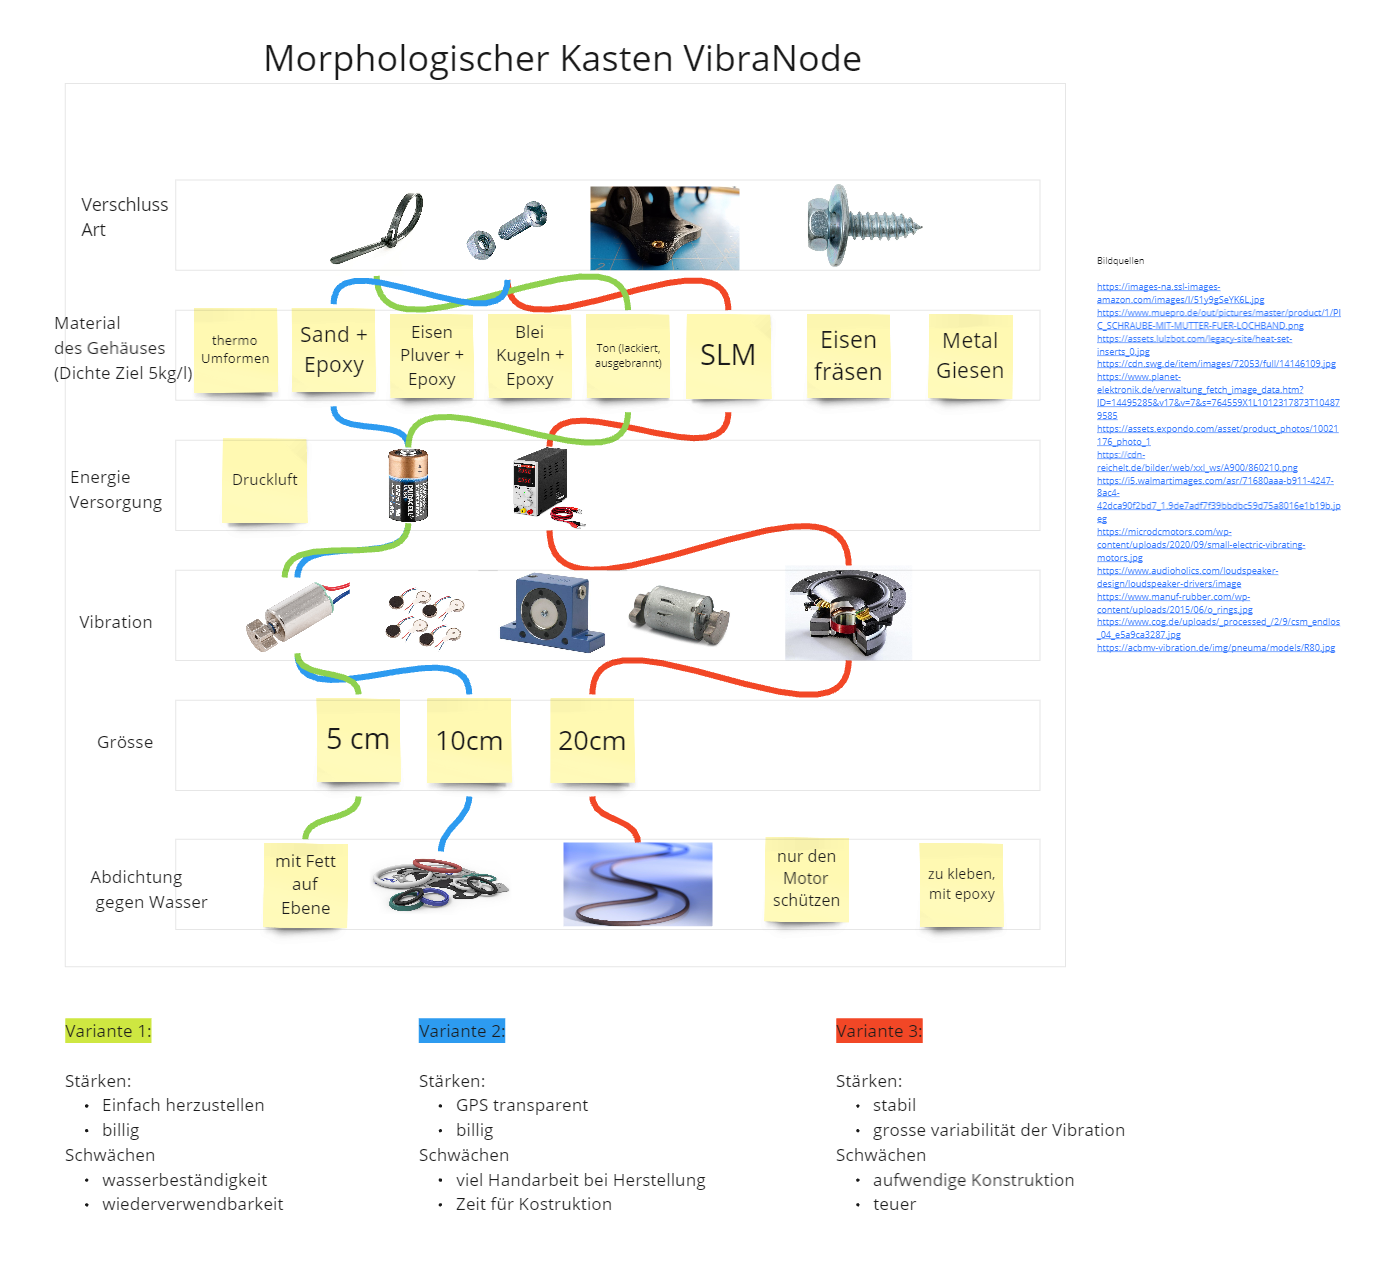 Morphologischer Kasten VibraNode
Verschluss
Art
Material
des Gehäuses
(Dichte Ziel 5kg/l)
thermo
Umformen
Sand +
Epoxy
Eisen
Pluver +
Epoxy
Blei
Kugeln +
Epoxy
Ton (lackiert,
ausgebrannt)
SLM
Eisen
fräsen
Metal
Giesen
Energie
Versorgung
Druckluft
Vibration
Grösse
5 cm
10cm
20cm
Abdichtung
gegen Wasser
mit Fett
auf
Ebene
nur den
Motor
schützen
zu kleben,
mit epoxy
Bildquellen
https://images-na.ssl-images-
amazon.com/images/I/51y9gSeYK6L.jpg
https://www.muepro.de/out/pictures/master/product/1/PI
C_SCHRAUBE-MIT-MUTTER-FUER-LOCHBAND.png
https://assets.lulzbot.com/legacy-site/heat-set-
inserts_0.jpg
https://cdn.swg.de/item/images/72053/full/14146109.jpg
https://www.planet-
elektronik.de/verwaltung_fetch_image_data.htm?
ID=14495285&v17&v=7&s=764559X1L1012317873T10487
9585
https://assets.expondo.com/asset/product_photos/10021
176_photo_1
https://cdn-
reichelt.de/bilder/web/xxl_ws/A900/860210.png
https://i5.walmartimages.com/asr/71680aaa-b911-4247-
8ac4-
42dca90f2bd7_1.9de7adf7f39bbdbc59d75a8016e1b19b.jp
eg
https://microdcmotors.com/wp-
content/uploads/2020/09/small-electric-vibrating-
motors.jpg
https://www.audioholics.com/loudspeaker-
design/loudspeaker-drivers/image
https://www.manuf-rubber.com/wp-
content/uploads/2015/06/o_rings.jpg
https://www.cog.de/uploads/_processed_/2/9/csm_endlos
_04_e5a9ca3287.jpg
https://acbmv-vibration.de/img/pneuma/models/R80.jpg
Variante 1:
Stärken:
• Einfach herzustellen
• billig
Schwächen
• wasserbeständigkeit
• wiederverwendbarkeit
Variante 2:
Stärken:
• GPS transparent
• billig
Schwächen
• viel Handarbeit bei Herstellung
• Zeit für Kostruktion
Variante 3:
Stärken:
• stabil
• grosse variabilität der Vibration
Schwächen
• aufwendige Konstruktion
• teuer